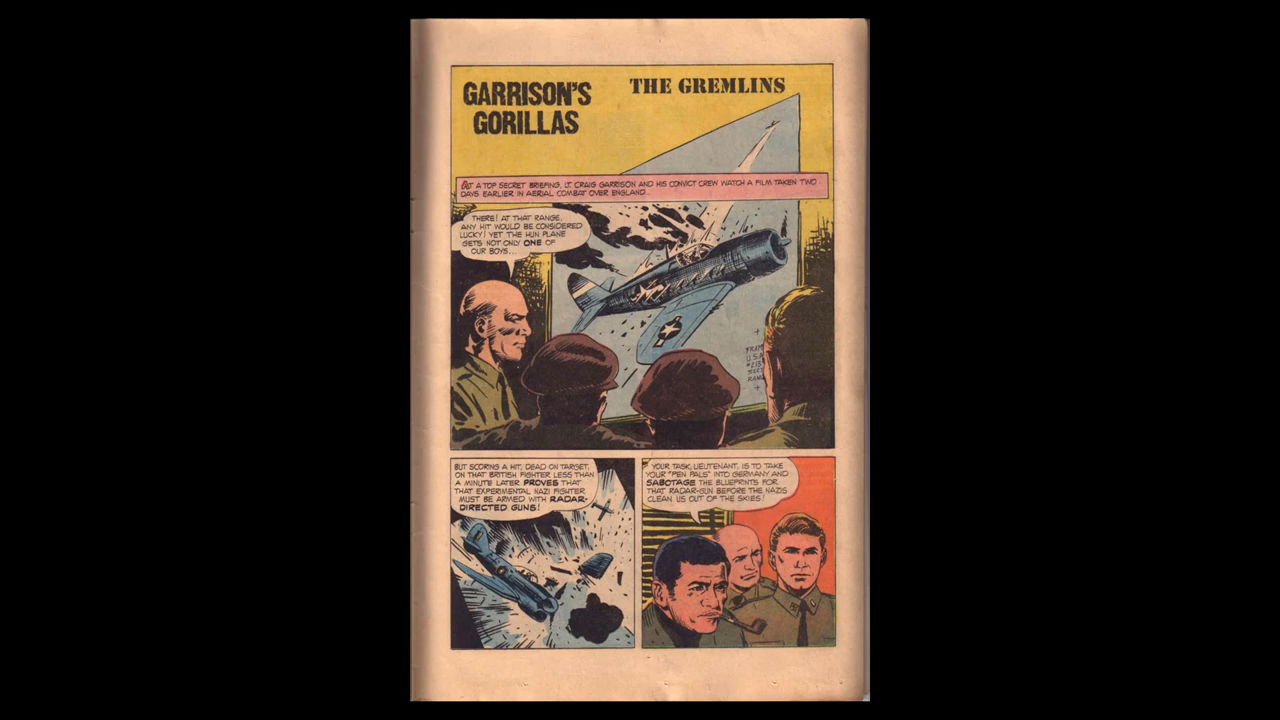 GARRISON'S
GORILLAS
THE GREMLINS
AT A TOP SECRET BRIEFING, LT. CRAIG GARRISON AND HIS CONVICT CREW WATCH A FILM TAKEN TWO
DAYS EARLIER IN AERIAL COMBAT OVER ENGLAND...
THERE! AT THAT RANGE,
ANY HIT WOULD BE CONSIDERED
LUCKY! YET THE HUN PLANE
GETS NOT ONLY ONE OF
OUR BOYS...
U.S.A
BUT SCORING A HIT, DEAD ON TARGET,
ON THAT BRITISH FIGHTER LESS THAN
A MINUTE LATER PROVES THAT
THAT EXPERIMENTAL NAZI FIGHTER
MUST BE ARMED WITH RADAR-
DIRECTED GUNS!
YOUR TASK, LIEUTENANT, IS TO TAKE
YOUR "PEN PALS" INTO GERMANY AND
SABOTAGE THE BLUEPRINTS FOR
THAT RADAR-GUN BEFORE THE NAZIS
CLEAN US OUT OF THE SKIES!